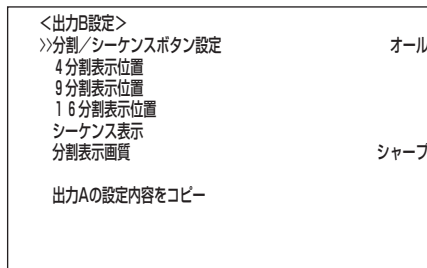 <出力B設定>
》分割／シーケンスボタン設定 オール
4分割表示位置
9分割表示位置
16分割表示位置
シーケンス表示
分割表示画質 シャープ
出力Aの設定内容をコピー